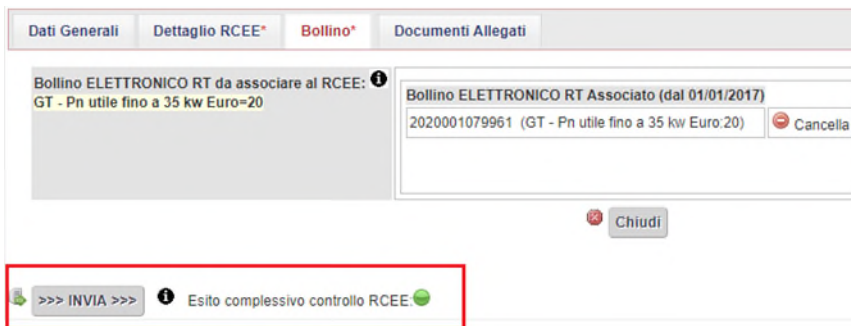 Dati Generali Dettaglio RCEE* Bollino* Documenti Allegati
Bollino ELETTRONICO RT da associare al RCEE:
GT - Pn utile fino a 35 kw Euro=20
Bollino ELETTRONICO RT Associato (dal 01/01/2017)
2020001079961 (GT - Pn utile fino a 35 kw Euro:20) Cancella
Chiudi
>>> INVIA >>> Esito complessivo controllo RCEE: